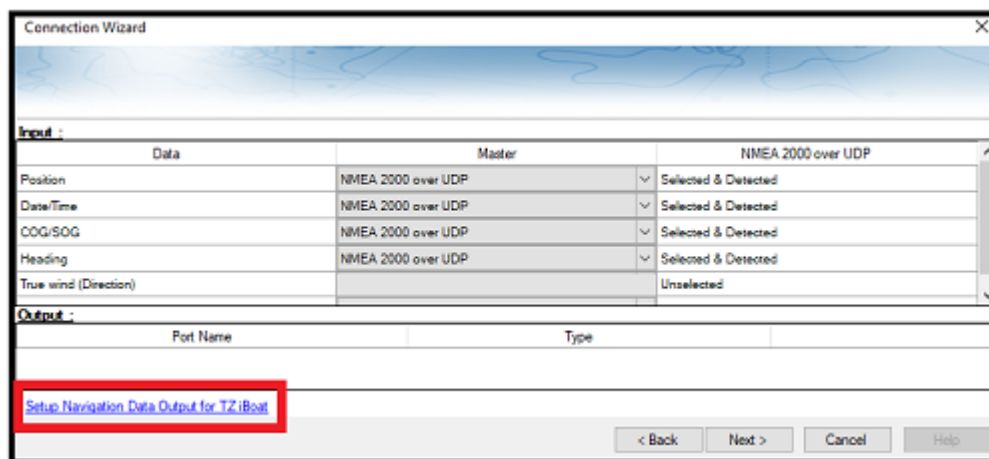 Connection Wizard
Input :
Data Master NMEA 2000 over UDP
Position NMEA 2000 over UDP Selected & Detected
Date/Time NMEA 2000 over UDP Selected & Detected
COG/SOG NMEA 2000 over UDP Selected & Detected
Heading NMEA 2000 over UDP Selected & Detected
True wind (Direction) Unselected
Output :
Port Name Type
Setup Navigation Data Output for TZ iBoat
< Back Next > Cancel Help